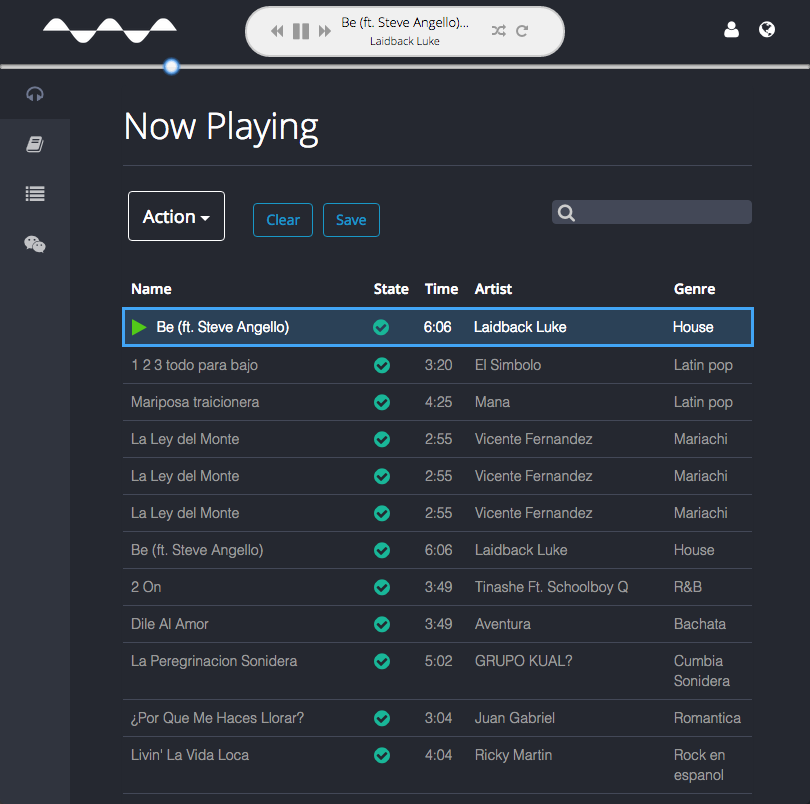 Be (ft. Steve Angello)...
Laidback Luke
Now Playing
Action
Clear
Save
Name State Time Artist Genre
Be (ft. Steve Angello) 6:06 Laidback Luke House
1 2 3 todo para bajo 3:20 El Simbolo Latin pop
Mariposa traicionera 4:25 Mana Latin pop
La Ley del Monte 2:55 Vicente Fernandez Mariachi
La Ley del Monte 2:55 Vicente Fernandez Mariachi
La Ley del Monte 2:55 Vicente Fernandez Mariachi
Be (ft. Steve Angello) 6:06 Laidback Luke House
2 On 3:49 Tinashe Ft. Schoolboy Q R&B
Dile Al Amor 3:49 Aventura Bachata
La Peregrinacion Sonidera 5:02 GRUPO KUAL? Cumbia
Sonidera
¿Por Que Me Haces Llorar? 3:04 Juan Gabriel Romantica
Livin' La Vida Loca 4:04 Ricky Martin Rock en
espanol